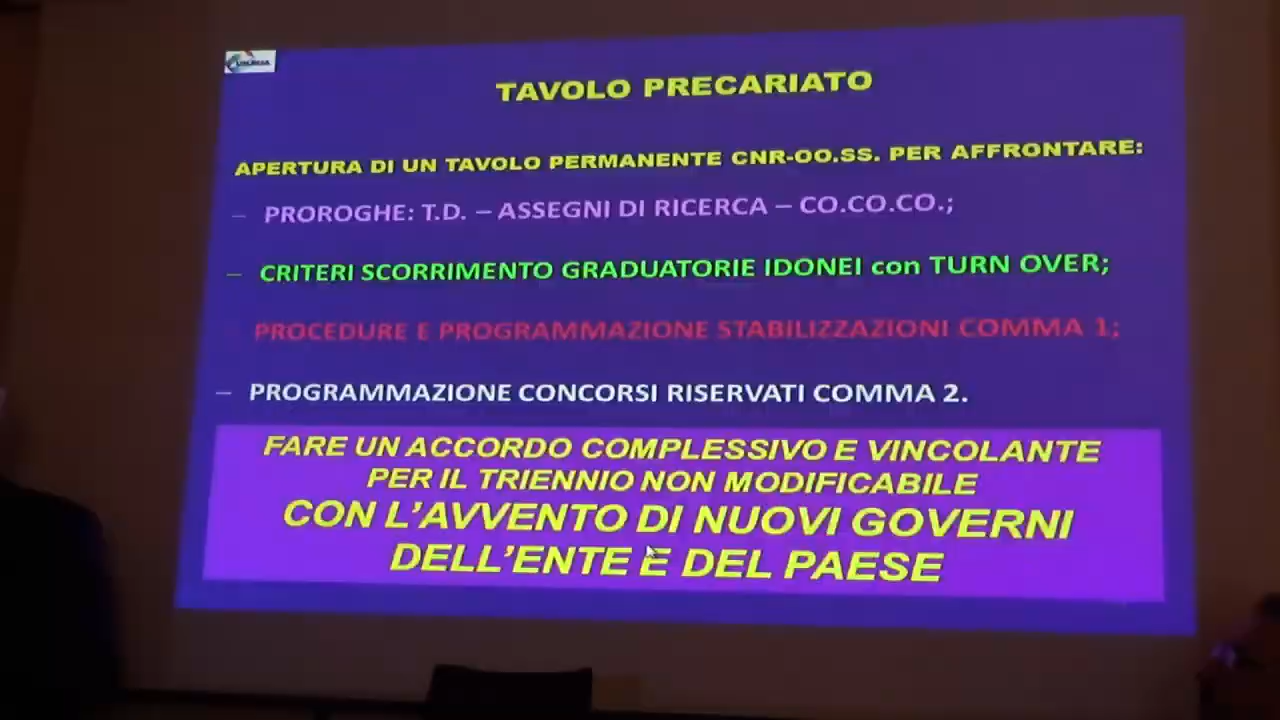 TAVOLO PRECARIATO
APERTURA DI UN TAVOLO PERMANENTE CNR-OO.SS. PER AFFRONTARE:
– PROROGHE: T.D. – ASSEGNI DI RICERCA – CO.CO.CO.;
– CRITERI SCORRIMENTO GRADUATORIE IDONEI con TURN OVER;
PROCEDURE E PROGRAMMAZIONE STABILIZZAZIONI COMMA 1;
– PROGRAMMAZIONE CONCORSI RISERVATI COMMA 2.
FARE UN ACCORDO COMPLESSIVO E VINCOLANTE
PER IL TRIENNIO NON MODIFICABILE
CON L'AVVENTO DI NUOVI GOVERNI
DELL'ENTE E DEL PAESE